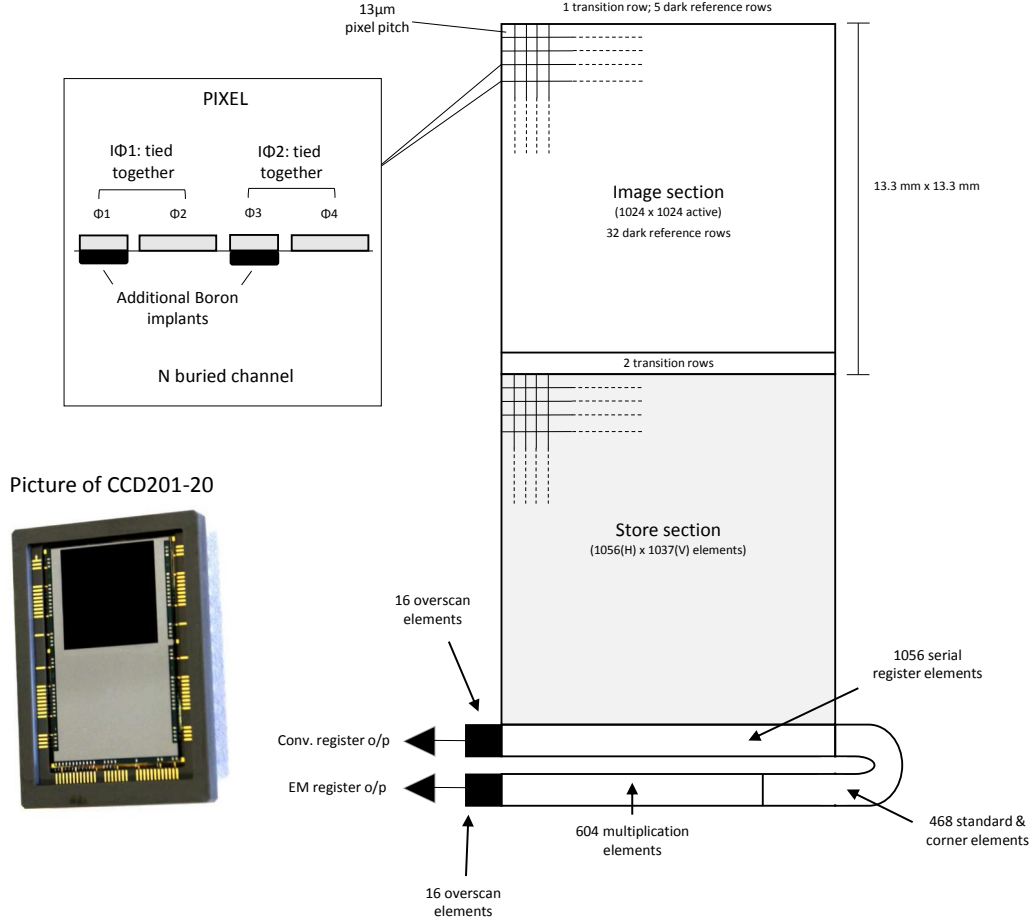 1 transition row; 5 dark reference rows
13µm
pixel pitch
PIXEL
IΦ1: tied
together
IΦ2: tied
together
Φ1
Φ2
Φ3
Φ4
Additional Boron
implants
N buried channel
Image section
(1024 x 1024 active)
32 dark reference rows
13.3 mm x 13.3 mm
2 transition rows
Picture of CCD201-20
Store section
(1056(H) x 1037(V) elements)
16 overscan
elements
1056 serial
register elements
Conv. register o/p
EM register o/p
604 multiplication
elements
468 standard &
corner elements
16 overscan
elements